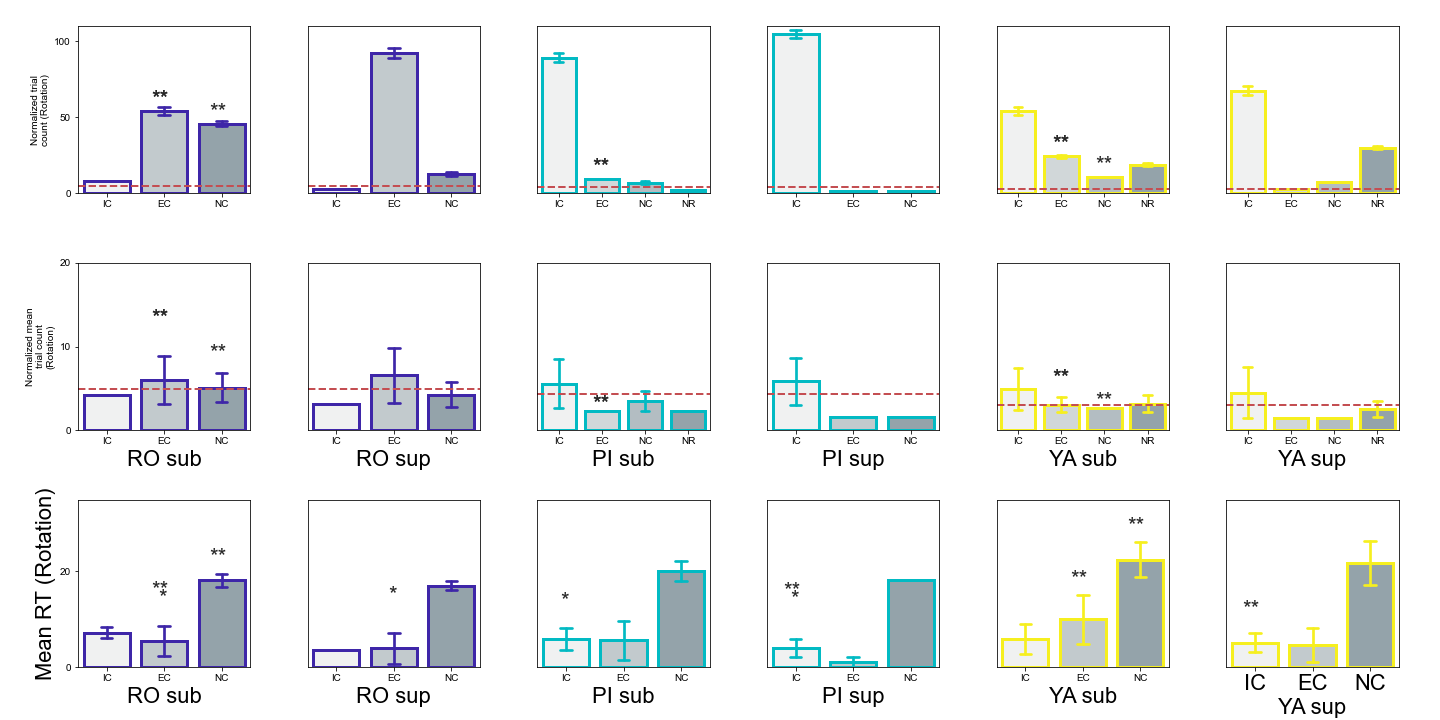 100
50
0
Normalized trial
count (Rotation)
**
**
**
**
**
IC EC NC
IC EC NC
IC EC NC NR
IC EC NC
IC EC NC NR
IC EC NC NR
20
10
0
Normalized mean
trial count
(Rotation)
**
**
**
**
**
IC EC NC
IC EC NC
IC EC NC NR
IC EC NC
IC EC NC NR
IC EC NC NR
RO sub
RO sup
PI sub
PI sup
YA sub
YA sup
20
0
Mean RT (Rotation)
**
*
**
*
*
**
*
**
**
**
IC EC NC
IC EC NC
IC EC NC
IC EC NC
IC EC NC
IC EC NC
RO sub
RO sup
PI sub
PI sup
YA sub
YA sup